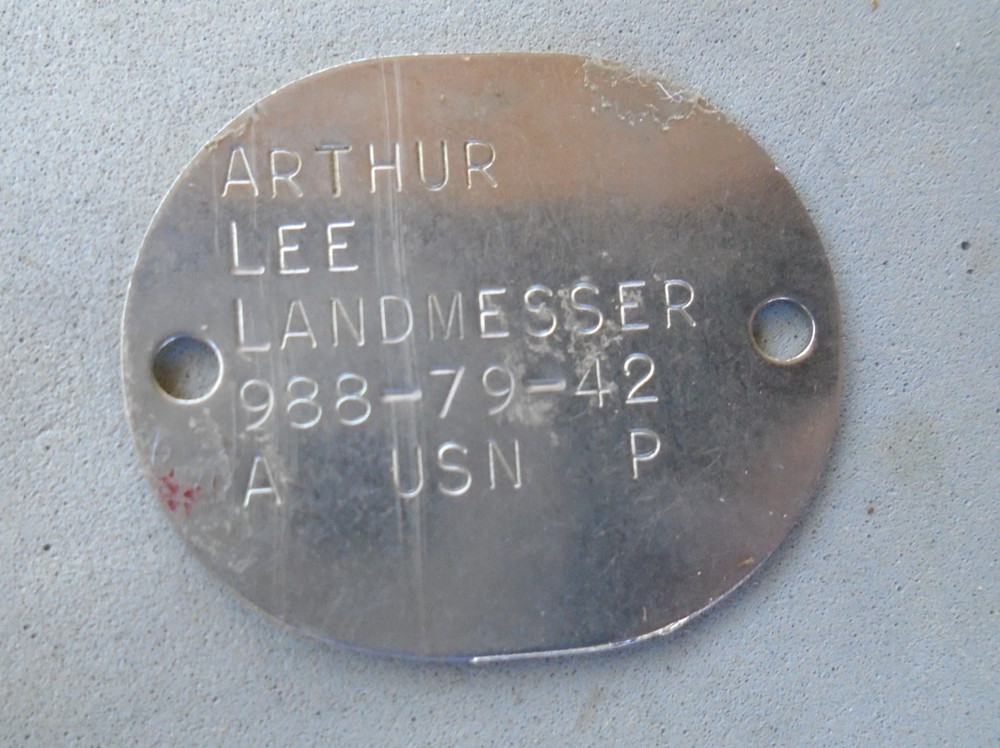 ARTHUR
LEE
LANDMESSER
988-79-42
A USN P